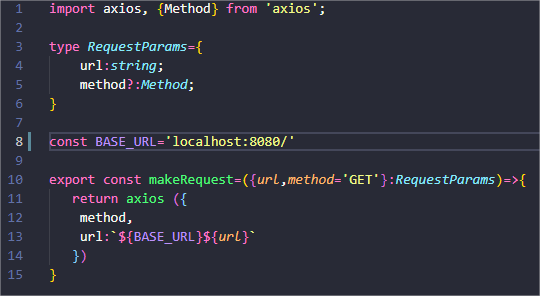 1 import axios, {Method} from 'axios';
2
3 type RequestParams={
4 url:string;
5 method?:Method;
6 }
7
8 const BASE_URL='localhost:8080/'
9
10 export const makeRequest=({url,method='GET'}:RequestParams)=>{
11 return axios ({
12 method,
13 url:`${BASE_URL}${url}`
14 })
15 }